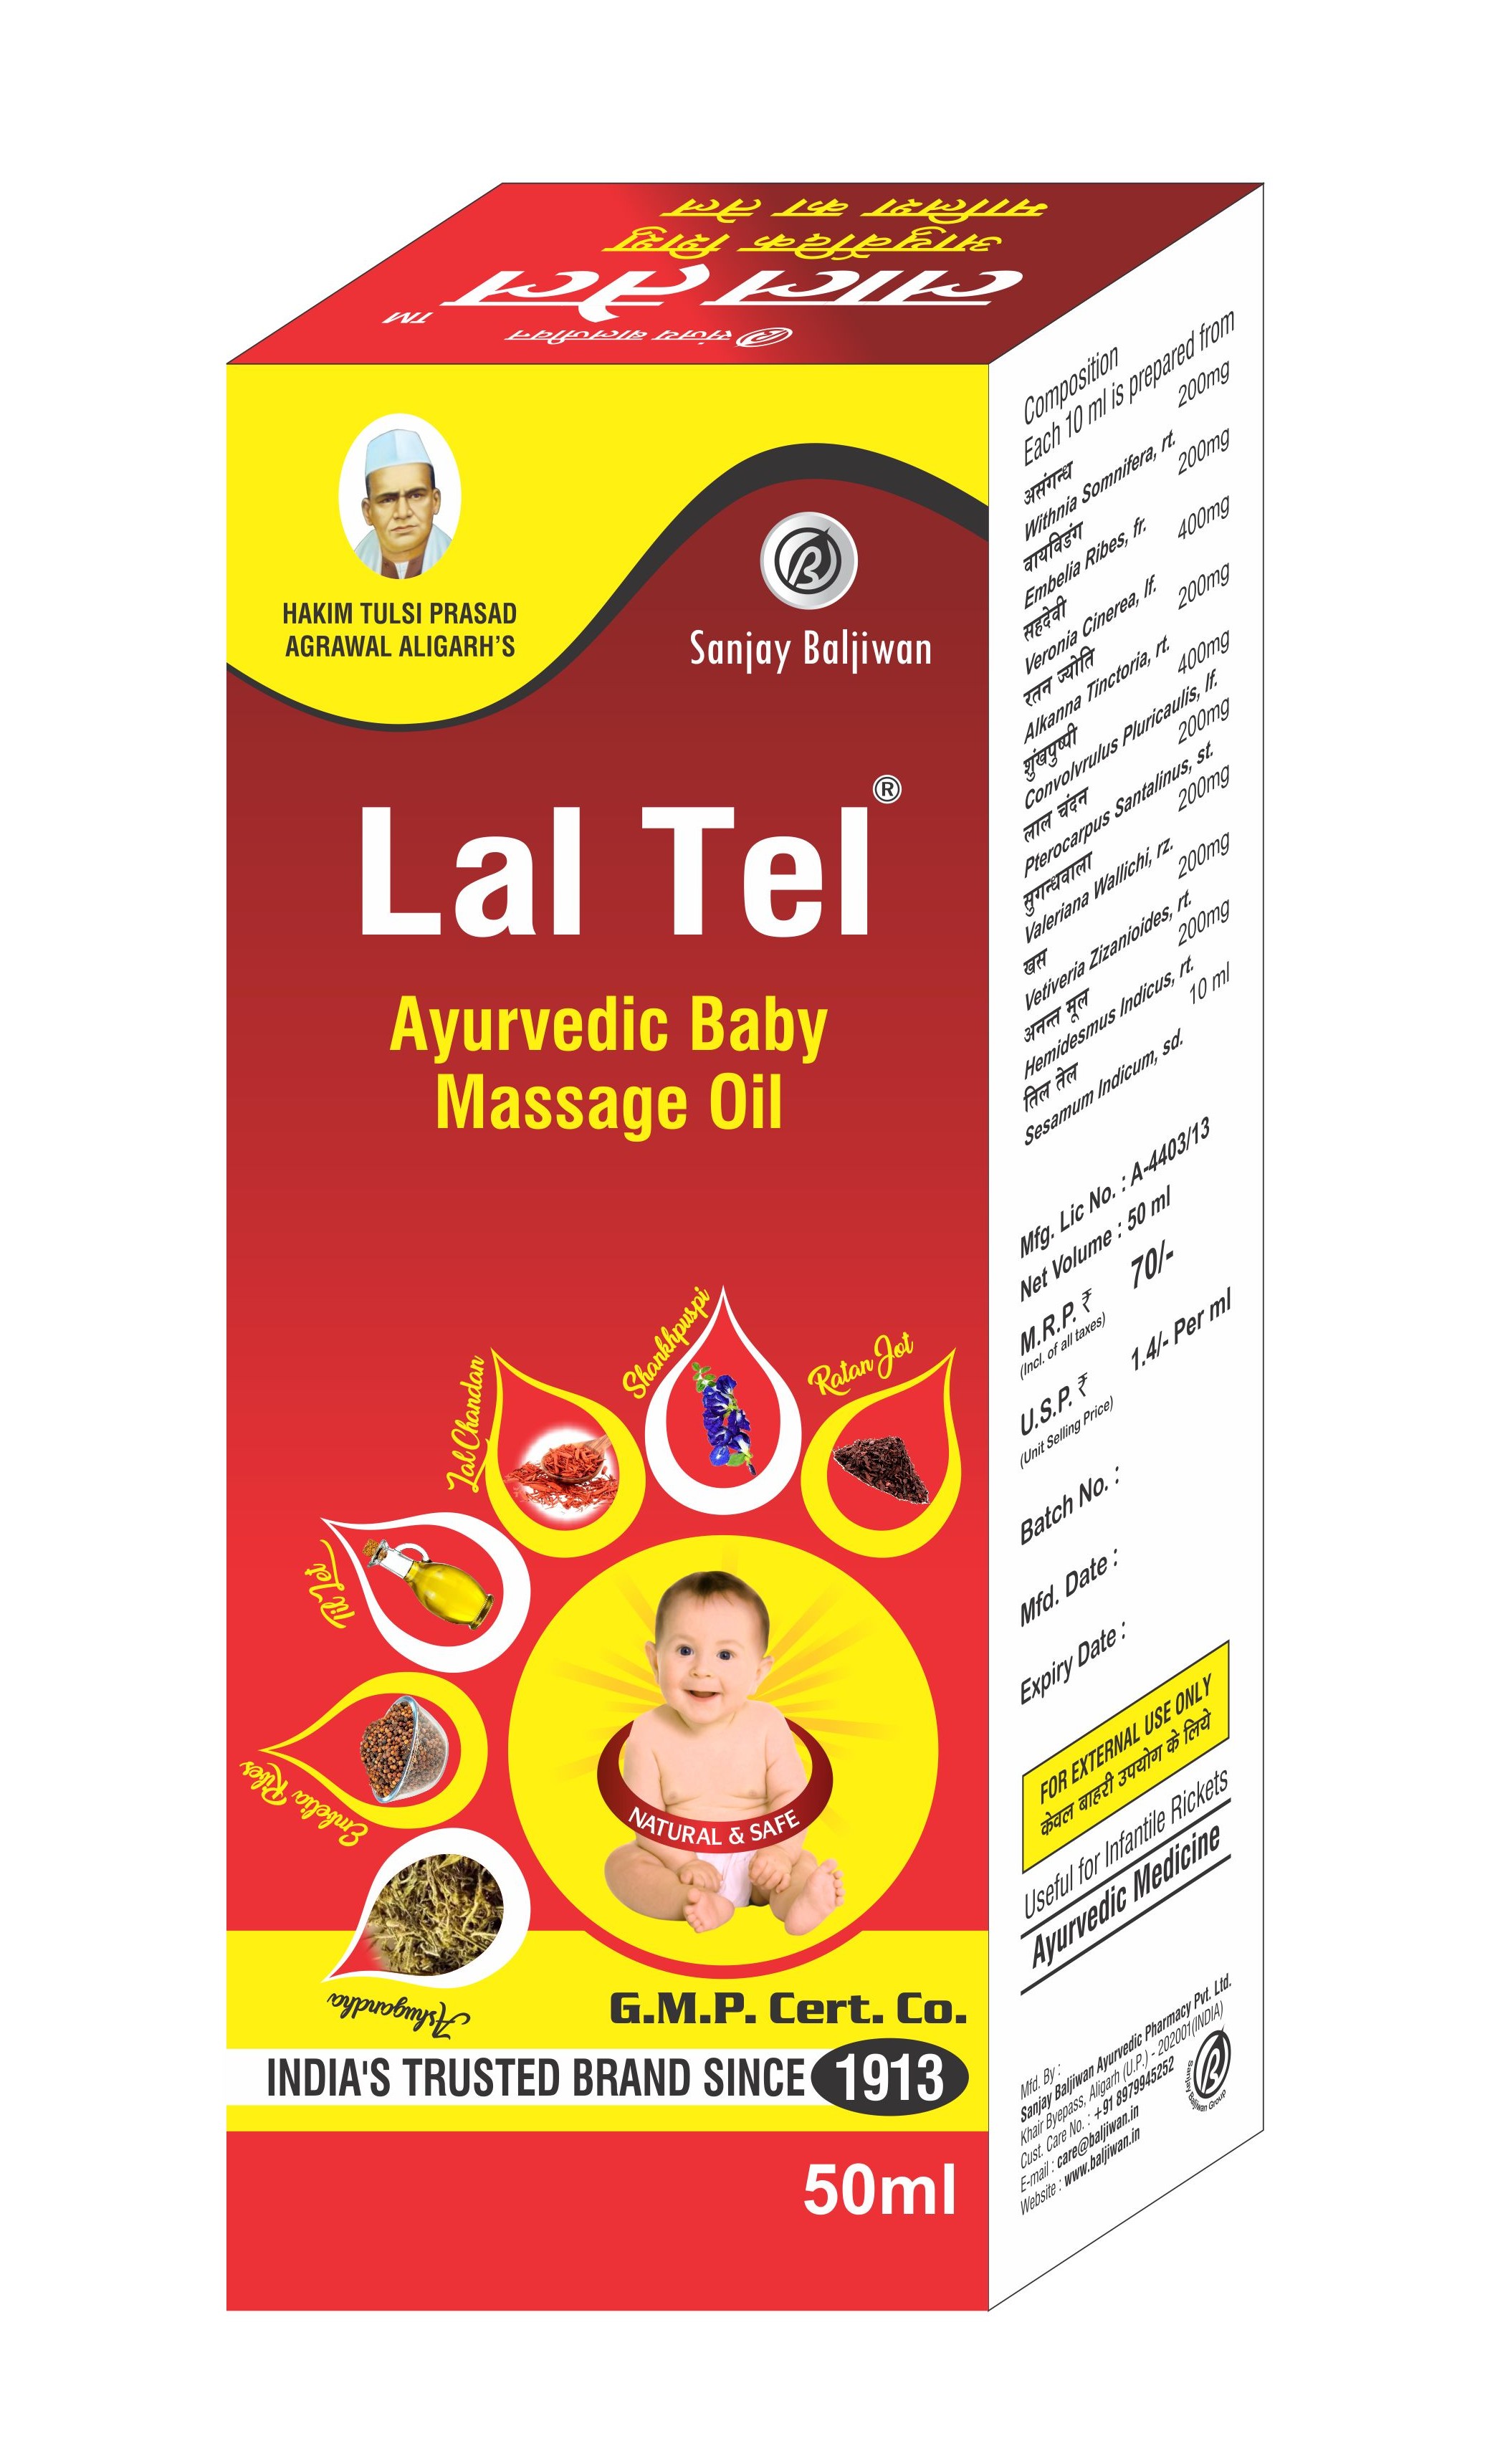 मालिश का तेल
आयुर्वेदिक शिशु
लाल तेल
TM
संजय बालजीवन
HAKIM TULSI PRASAD
AGRAWAL ALIGARH'S
Sanjay Baljiwan
Lal Tel®
Ayurvedic Baby
Massage Oil
Lal Chandan
Shankhpuspi
Ratan Jot
Til Tel
Embelia Ribes
Ashwgandha
NATURAL & SAFE
G.M.P. Cert. Co.
INDIA'S TRUSTED BRAND SINCE 1913
50ml
Composition
Each 10 ml is prepared from
असंगन्ध 200mg
Withnia Somnifera, rt.
वायविडंग 200mg
Embelia Ribes, fr.
सहदेवी 400mg
Veronia Cinerea, lf.
रतन ज्योति 200mg
Alkanna Tinctoria, rt.
शुंखपुष्पी 400mg
Convolvrulus Pluricaulis, lf.
लाल चंदन 200mg
Pterocarpus Santalinus, st.
सुगन्धवाला 200mg
Valeriana Wallichi, rz.
खस 200mg
Vetiveria Zizanioides, rt.
अनन्त मूल 200mg
Hemidesmus Indicus, rt.
तिल तेल 10 ml
Sesamum Indicum, sd.
Mfg. Lic No. : A-4403/13
Net Volume : 50 ml
M.R.P. ₹ 70/-
(Incl. of all taxes)
U.S.P. ₹ 1.4/- Per ml
(Unit Selling Price)
Batch No. :
Mfd. Date :
Expiry Date :
FOR EXTERNAL USE ONLY
केवल बाहरी उपयोग के लिये
Useful for Infantile Rickets
Ayurvedic Medicine
Mfd. By :
Sanjay Baljiwan Ayurvedic Pharmacy Pvt. Ltd.
Khair Byepass, Aligarh (U.P.) - 202001(INDIA)
Cust. Care No. : +91 8979945252
E-mail : care@baljiwan.in
Website : www.baljiwan.in
Sanjay Baljiwan Group